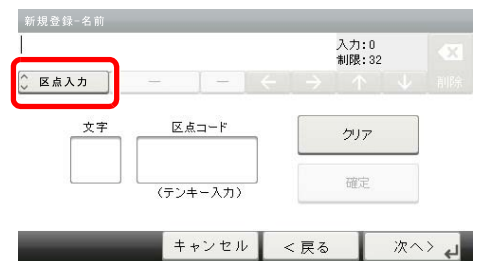 新規登録-名前
入力:0
制限:32
区点入力
— — ← → ↑ ↓ 削除
文字 区点コード クリア
(テンキー入力) 確定
キャンセル < 戻る 次へ>